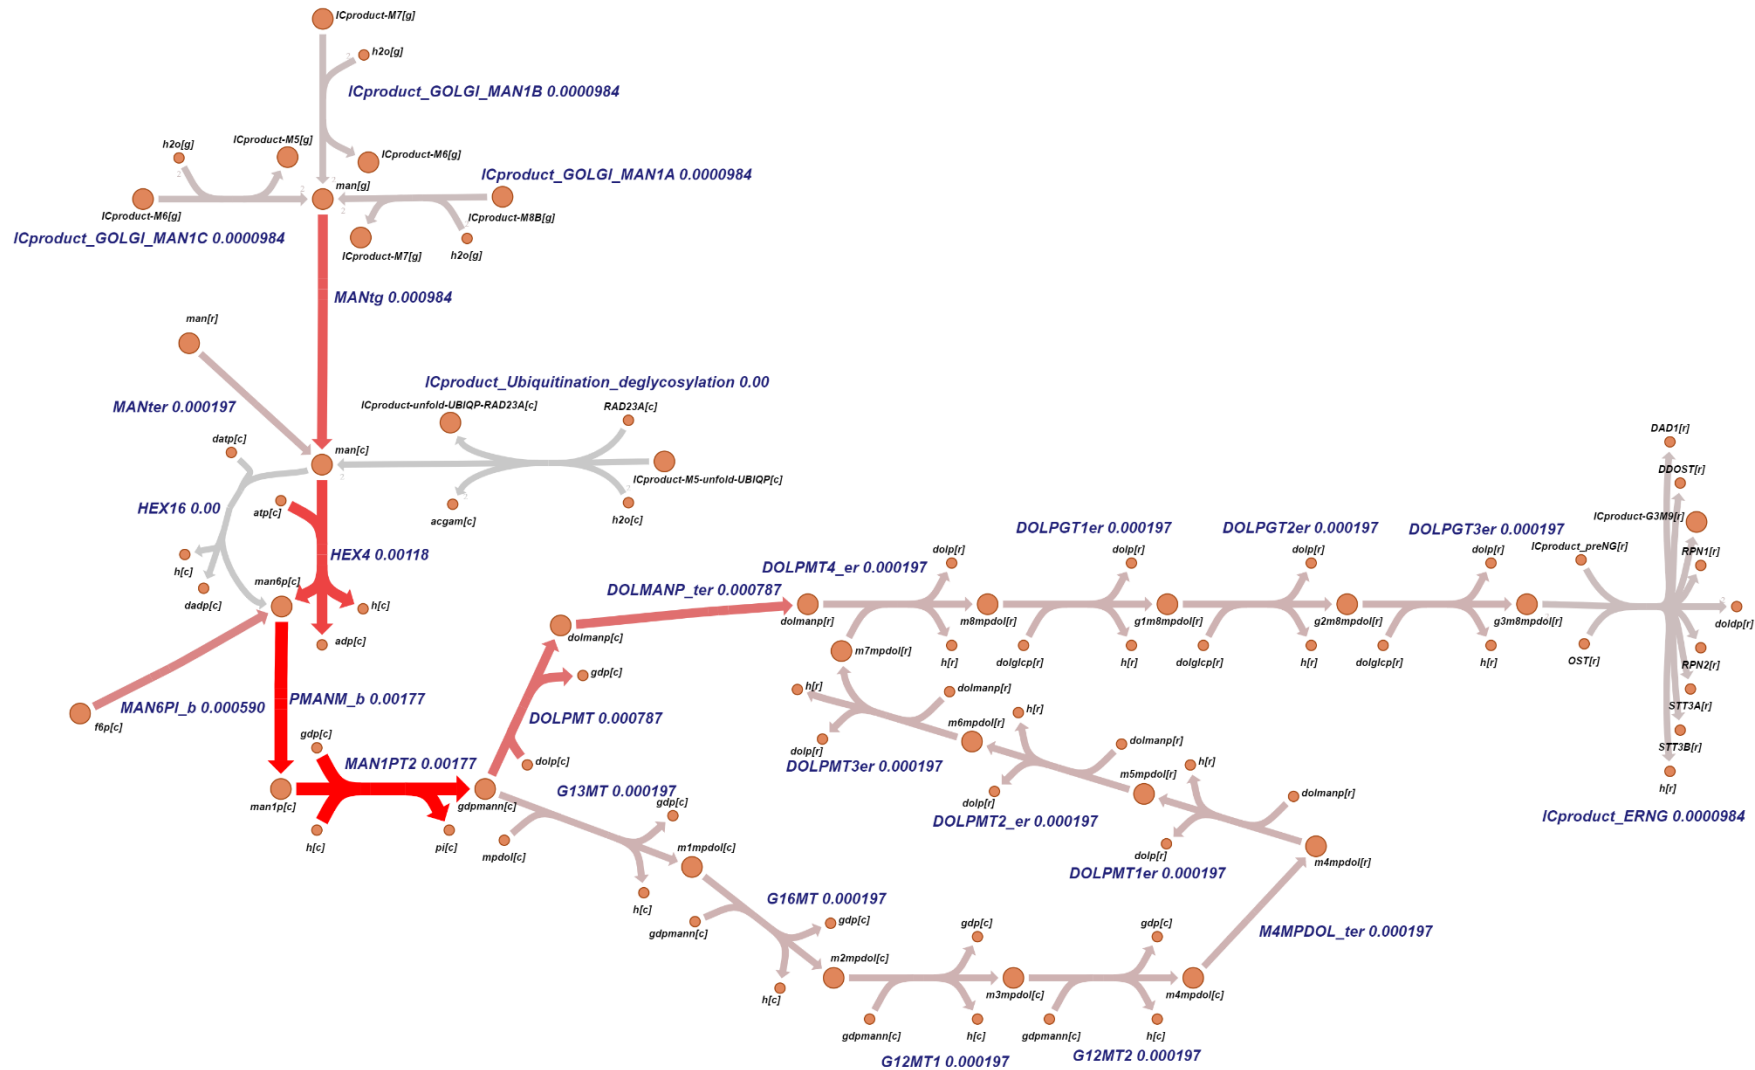 ICproduct-M7[g]
h2o[g]
ICproduct_GOLGI_MAN1B 0.0000984
h2o[g]
ICproduct-M5[g]
ICproduct-M6[g]
man[g]
ICproduct_GOLGI_MAN1A 0.0000984
ICproduct-M6[g]
ICproduct-M8B[g]
ICproduct_GOLGI_MAN1C 0.0000984
ICproduct-M7[g]
h2o[g]
MANtg 0.000984
man[r]
MANter 0.000197
ICproduct_Ubiquitination_deglycosylation 0.00
ICproduct-unfold-UBIQP-RAD23A[c]
RAD23A[c]
datp[c]
man[c]
ICproduct-M5-unfold-UBIQP[c]
acgam[c]
h2o[c]
HEX16 0.00
atp[c]
HEX4 0.00118
h[c]
dadp[c]
man6p[c]
h[c]
adp[c]
MAN6PI_b 0.000590
f6p[c]
PMANM_b 0.00177
gdp[c]
MAN1PT2 0.00177
man1p[c]
h[c]
pi[c]
gdpmann[c]
DOLPMT 0.000787
dolp[c]
gdp[c]
dolmanp[c]
DOLMANP_ter 0.000787
dolmanp[r]
DOLPMT4_er 0.000197
dolp[r]
m8mpdol[r]
h[r]
DOLPGT1er 0.000197
dolp[r]
dolglcp[r]
h[r]
g1m8mpdol[r]
DOLPGT2er 0.000197
dolp[r]
dolglcp[r]
h[r]
g2m8mpdol[r]
DOLPGT3er 0.000197
dolp[r]
dolglcp[r]
h[r]
g3m8mpdol[r]
ICproduct_preNG[r]
OST[r]
DAD1[r]
DDOST[r]
ICproduct-G3M9[r]
RPN1[r]
doldp[r]
RPN2[r]
STT3A[r]
STT3B[r]
h[r]
ICproduct_ERNG 0.0000984
m7mpdol[r]
h[r]
dolmanp[r]
dolp[r]
DOLPMT3er 0.000197
m6mpdol[r]
h[r]
dolmanp[r]
dolp[r]
DOLPMT2_er 0.000197
m5mpdol[r]
h[r]
dolmanp[r]
dolp[r]
DOLPMT1er 0.000197
m4mpdol[r]
G13MT 0.000197
mpdol[c]
gdp[c]
h[c]
m1mpdol[c]
G16MT 0.000197
gdpmann[c]
gdp[c]
h[c]
m2mpdol[c]
gdpmann[c]
gdp[c]
h[c]
G12MT1 0.000197
m3mpdol[c]
gdpmann[c]
gdp[c]
h[c]
G12MT2 0.000197
m4mpdol[c]
M4MPDOL_ter 0.000197